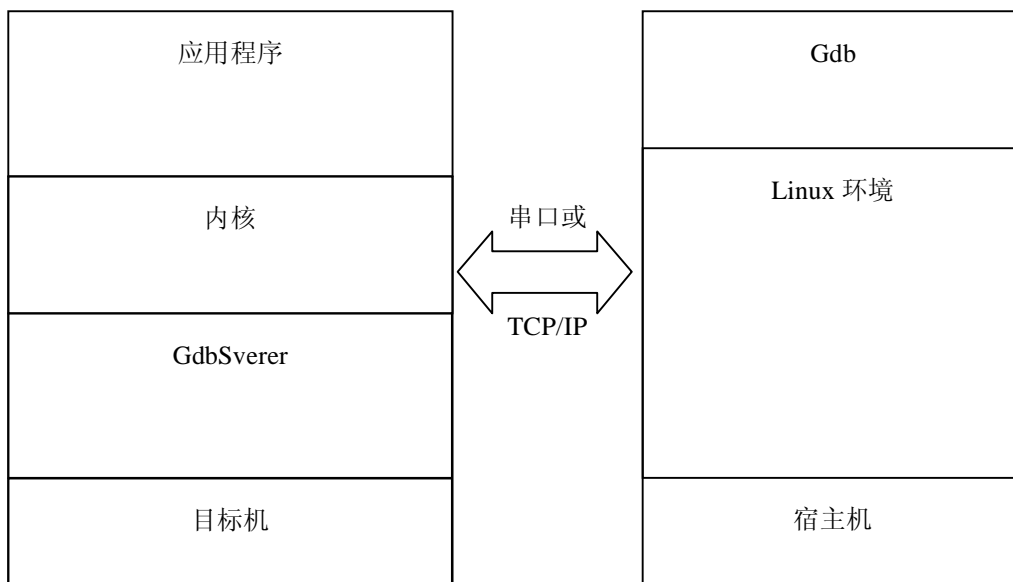 应用程序
内核
GdbSverer
目标机
串口或
TCP/IP
Gdb
Linux 环境
宿主机